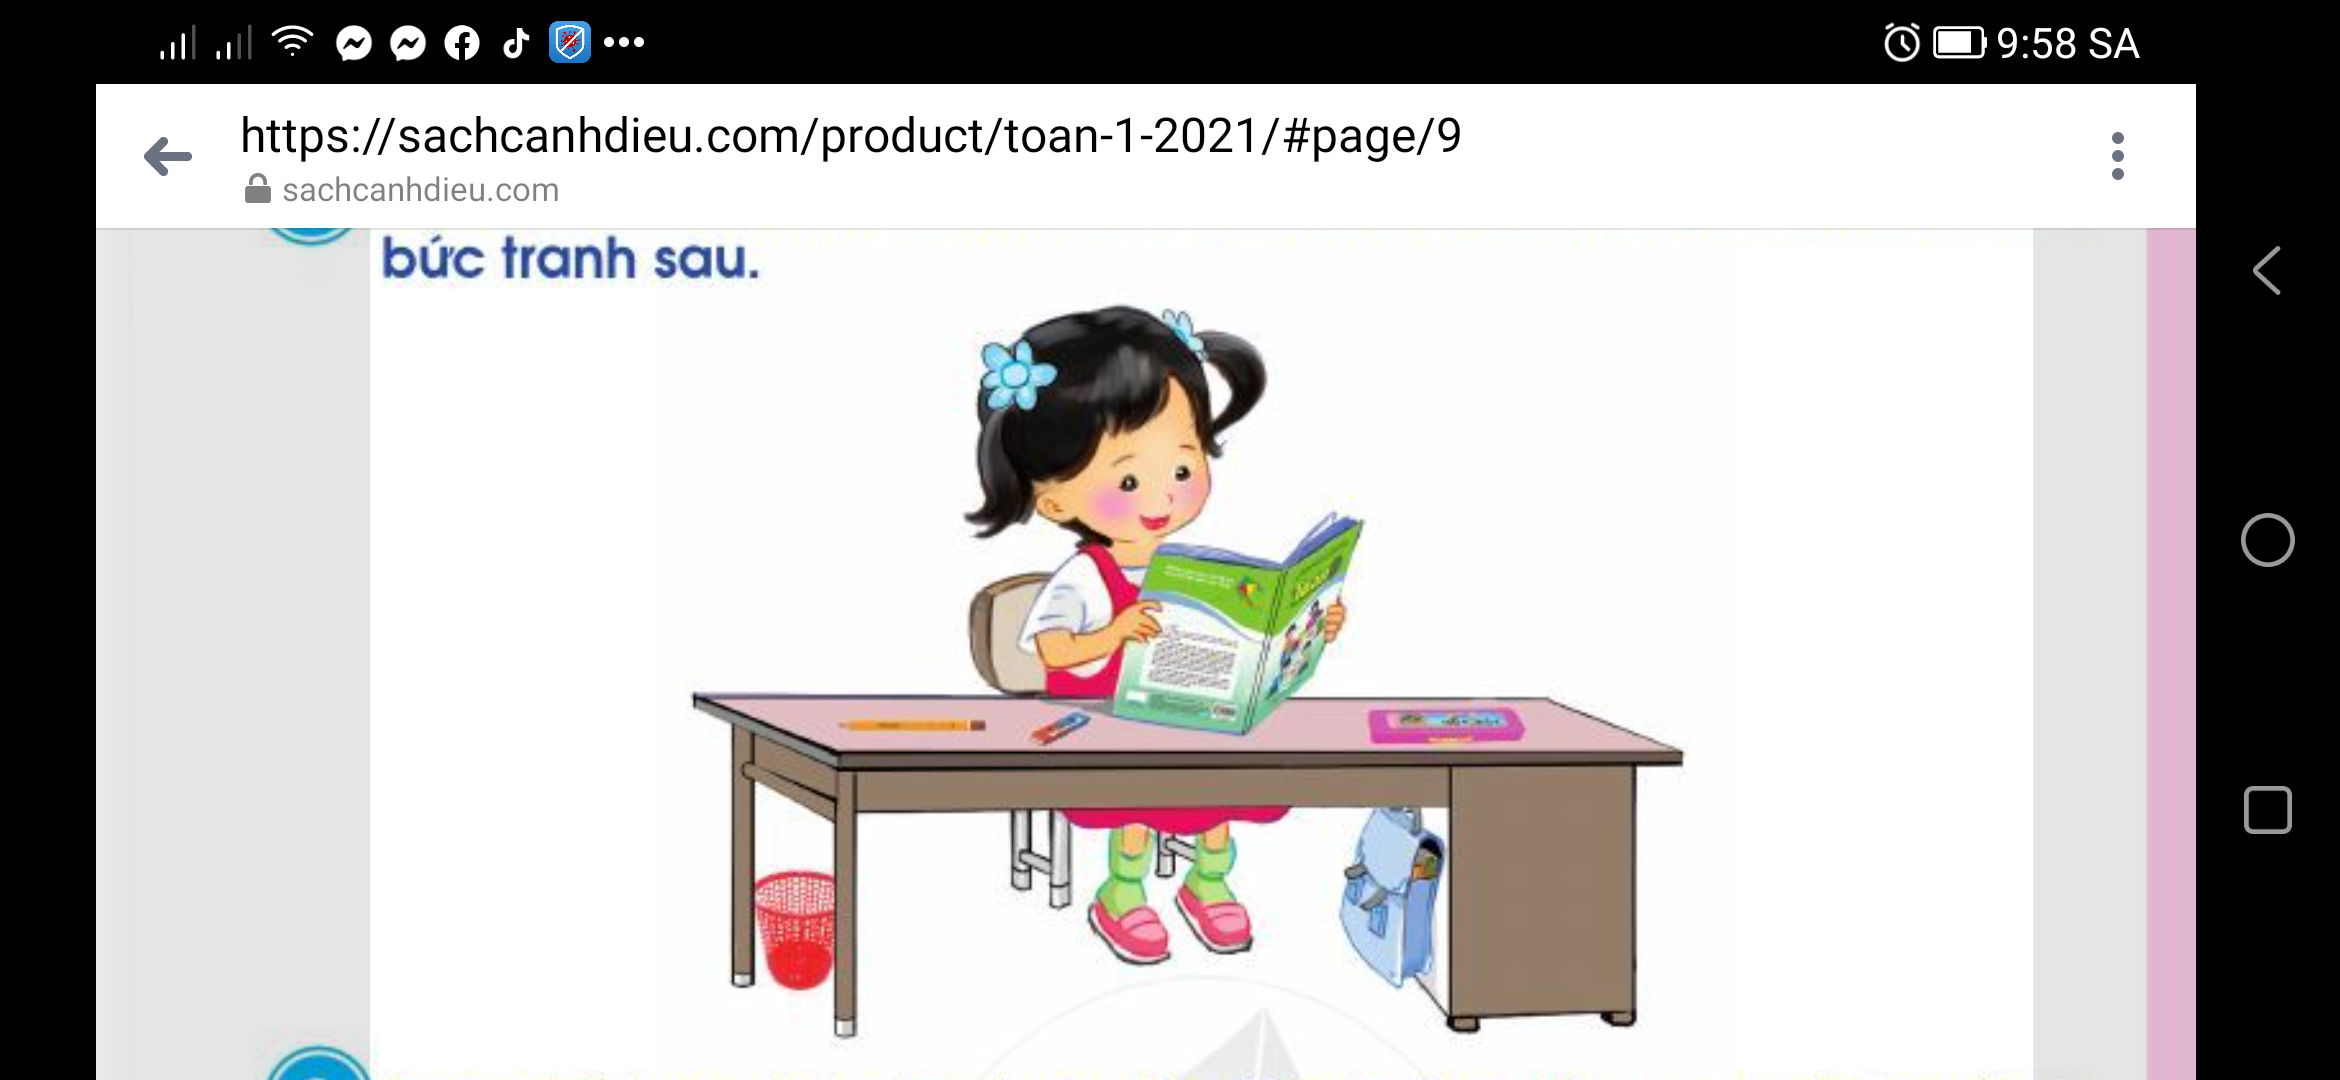 9:58 SA
https://sachcanhdieu.com/product/toan-1-2021/#page/9
sachcanhdieu.com
bức tranh sau.